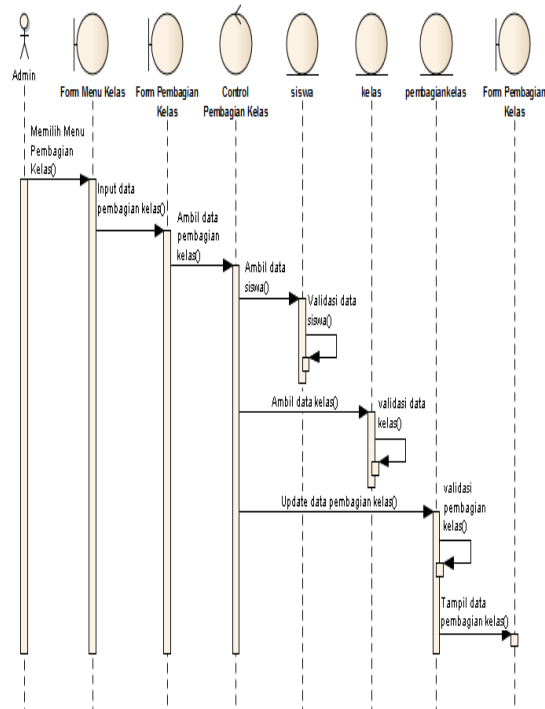 Admin
Form Menu Kelas
Form Pembagian
Kelas
Control
Pembagian Kelas
siswa
kelas
pembagiankelas
Form Pembagian
Kelas
Memilih Menu
Pembagian
Kelas()
Input data
pembagian kelas()
Ambil data
pembagian
kelas()
Ambil data
siswa()
Validasi data
siswa()
Ambil data kelas()
validasi data
kelas()
Update data pembagian kelas()
validasi
pembagian
kelas()
Tampil data
pembagian kelas()